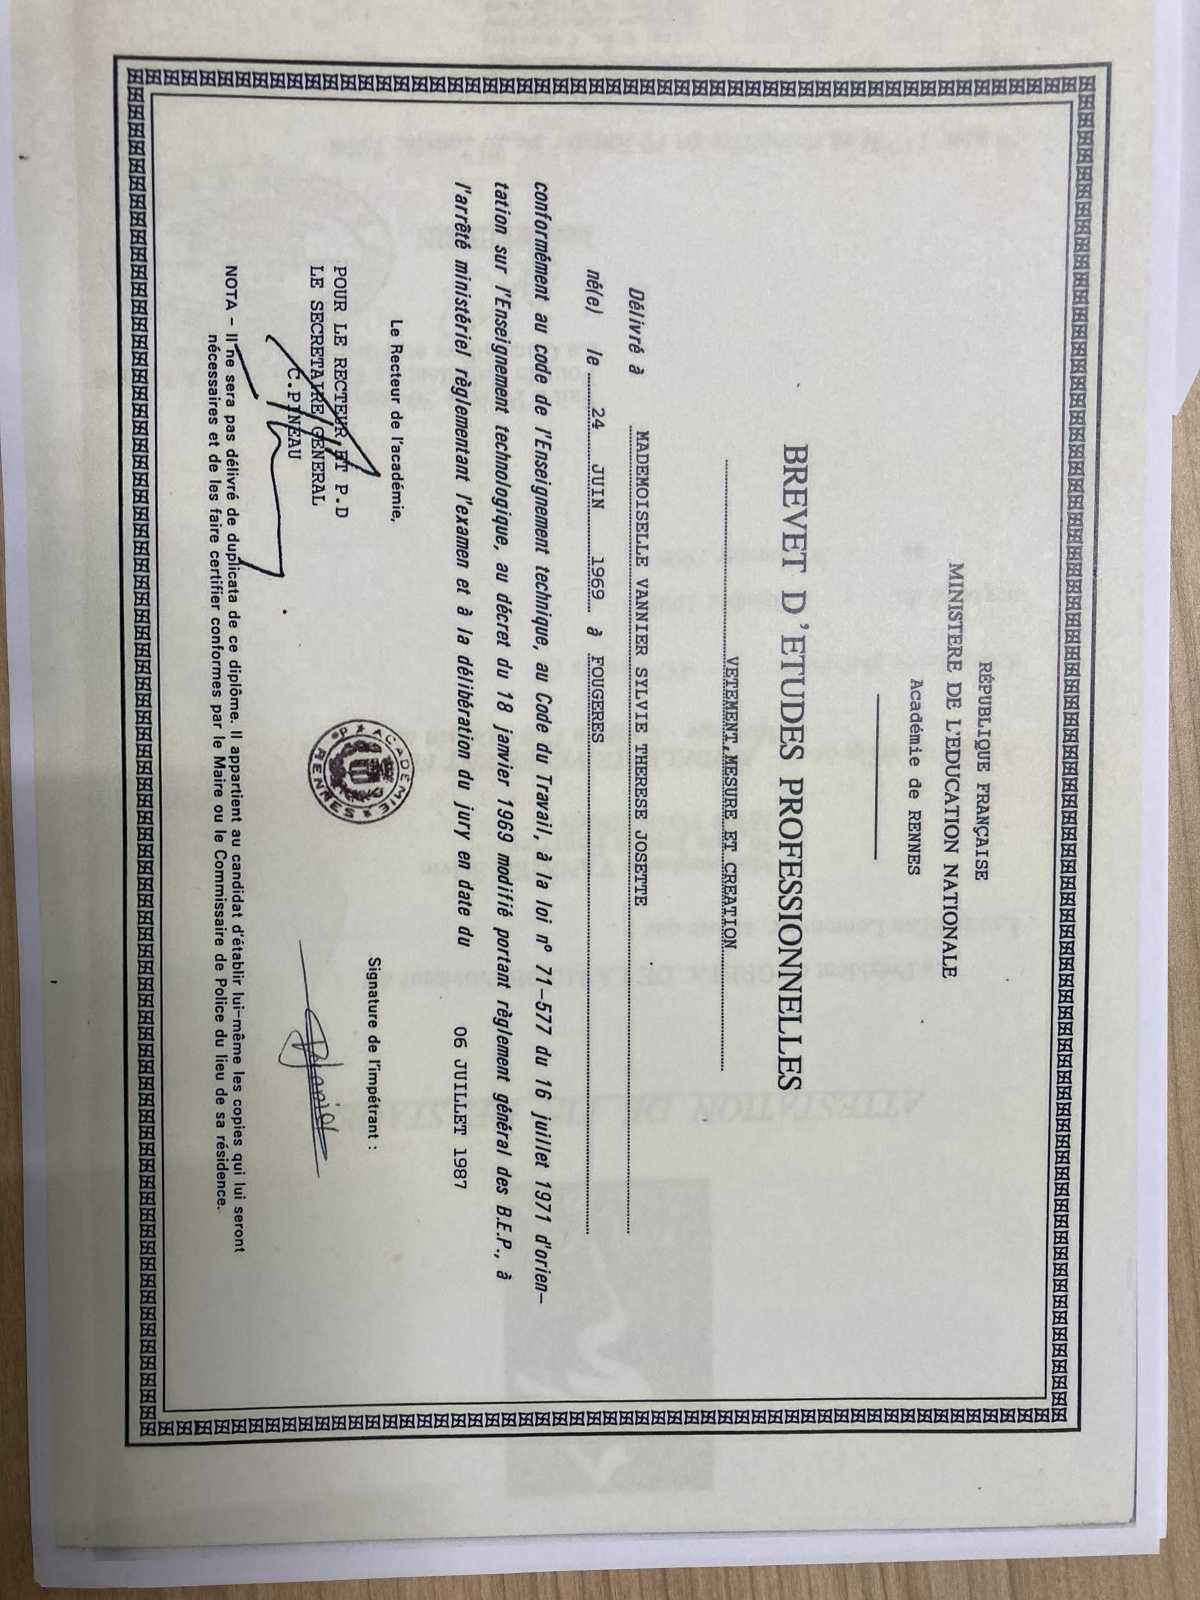 RÉPUBLIQUE FRANÇAISE
MINISTERE DE L'EDUCATION NATIONALE
Académie de RENNES
BREVET D'ETUDES PROFESSIONNELLES
VETEMENT,MESURE ET CREATION
Délivré à MADEMOISELLE VANNIER SYLVIE THERESE JOSETTE
né(e) le 24 JUIN 1969 à FOUGERES
conformément au code de l'Enseignement technique, au Code du Travail, à la loi n° 71-577 du 16 juillet 1971 d'orien-
tation sur l'Enseignement technologique, au décret du 18 janvier 1969 modifié portant règlement général des B.E.P., à
l'arrêté ministériel règlementant l'examen et à la délibération du jury en date du 06 JUILLET 1987
Le Recteur de l'académie,
POUR LE RECTEUR,ET P.D
LE SECRETAIRE GENERAL
C.PINEAU
ACADÉMIE
RENNES
Signature de l'impétrant :
NOTA - Il ne sera pas délivré de duplicata de ce diplôme. Il appartient au candidat d'établir lui-même les copies qui lui seront
nécessaires et de les faire certifier conformes par le Maire ou le Commissaire de Police du lieu de sa résidence.